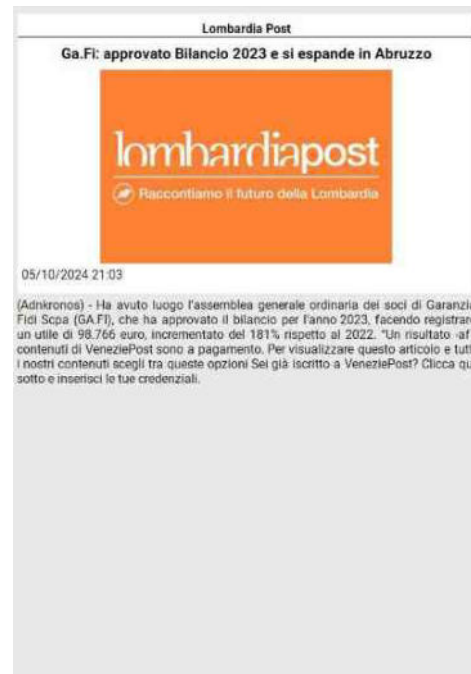 Lombardia Post
Ga.Fi: approvato Bilancio 2023 e si espande in Abruzzo
lombardiapost
Raccontiamo il futuro della Lombardia
05/10/2024 21:03
(Adnkronos) - Ha avuto luogo l'assemblea generale ordinaria dei soci di Garanzia
Fidi Scpa (GA.FI), che ha approvato il bilancio per l'anno 2023, facendo registrare
un utile di 98.766 euro, incrementato del 181% rispetto al 2022. "Un risultato -af
contenuti di VeneziePost sono a pagamento. Per visualizzare questo articolo e tutti
i nostri contenuti scegli tra queste opzioni Sei già iscritto a VeneziePost? Clicca qu
sotto e inserisci le tue credenziali.